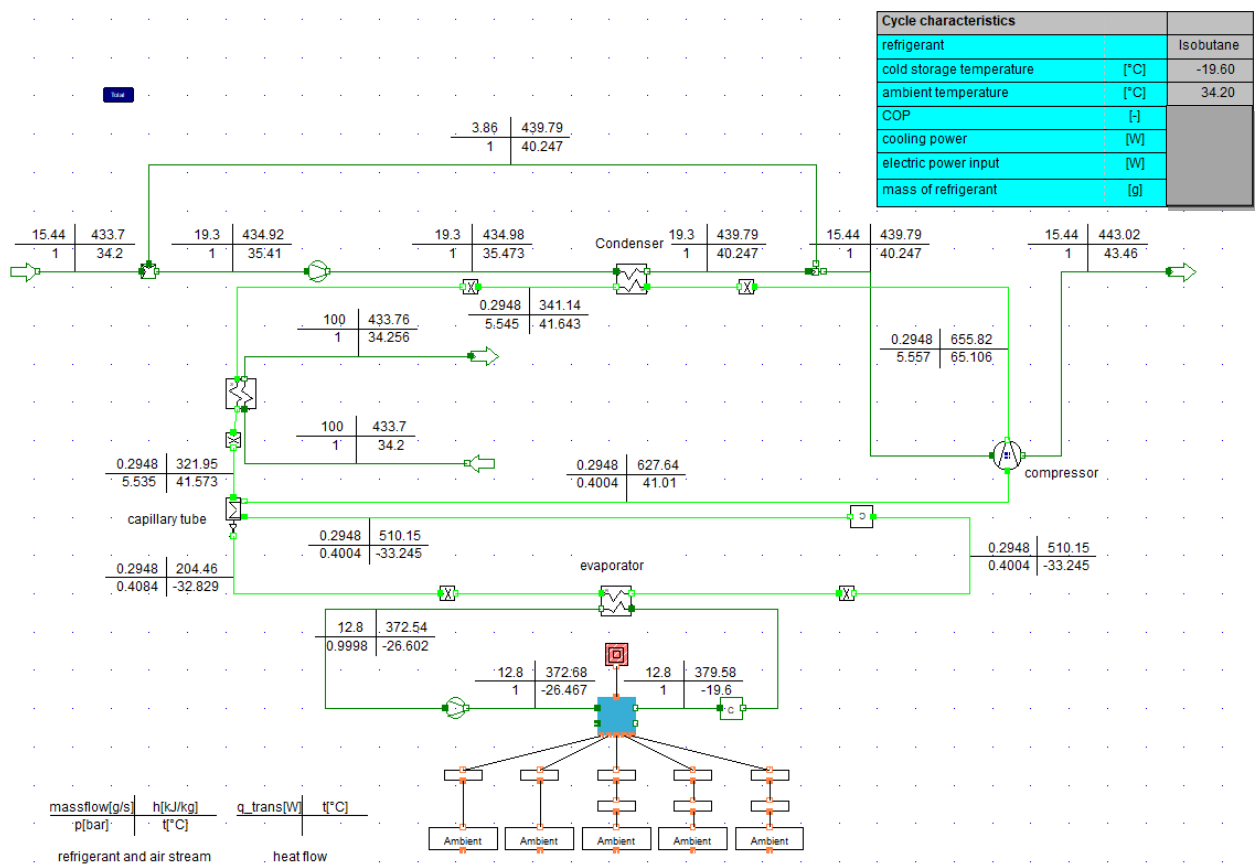 Cycle characteristics
refrigerant Isobutane
cold storage temperature [°C] -19.60
ambient temperature [°C] 34.20
COP [-]
cooling power [W]
electric power input [W]
mass of refrigerant [g]
Total
3.86 439.79
1 40.247
15.44 433.7
1 34.2
19.3 434.92
1 35.41
19.3 434.98
1 35.473
Condenser
19.3 439.79
1 40.247
15.44 439.79
1 40.247
15.44 443.02
1 43.46
0.2948 341.14
5.545 41.643
100 433.76
1 34.256
0.2948 655.82
5.557 65.106
100 433.7
1 34.2
0.2948 321.95
5.535 41.573
0.2948 627.64
0.4004 41.01
compressor
capillary tube
C
0.2948 510.15
0.4004 -33.245
0.2948 510.15
0.4004 -33.245
0.2948 204.46
0.4084 -32.829
evaporator
12.8 372.54
0.9998 -26.602
12.8 372.68
1 -26.467
12.8 379.58
1 -19.6
C
massflow[g/s] h[kJ/kg]
p[bar] t[°C]
refrigerant and air stream
q_trans[W] t[°C]
heat flow
Ambient Ambient Ambient Ambient Ambient